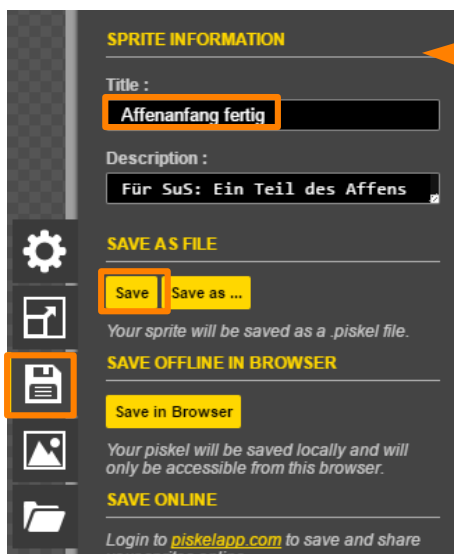 SPRITE INFORMATION
Title :
Affenanfang fertig
Description :
Für SuS: Ein Teil des Affens
SAVE AS FILE
Save Save as ...
Your sprite will be saved as a .piskel file.
SAVE OFFLINE IN BROWSER
Save in Browser
Your piskel will be saved locally and will
only be accessible from this browser.
SAVE ONLINE
Login to piskelapp.com to save and share